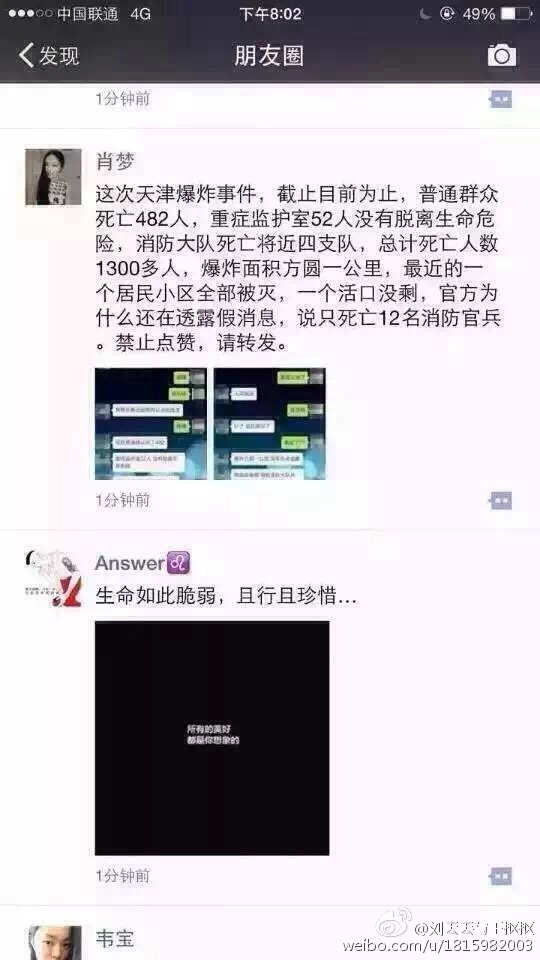 中国联通 4G 下午8:02 49%
发现 朋友圈
1分钟前
肖梦
这次天津爆炸事件，截止目前为止，普通群众
死亡482人，重症监护室52人没有脱离生命危
险，消防大队死亡将近四支队，总计死亡人数
1300多人，爆炸面积方圆一公里，最近的一
个居民小区全部被灭，一个活口没剩，官方为
什么还在透露假消息，说只死亡12名消防官兵
。禁止点赞，请转发。
1分钟前
Answer♌
生命如此脆弱，且行且珍惜…
所有的美好
都是你想象的
1分钟前
韦宝
weibo.com/u/1815982003